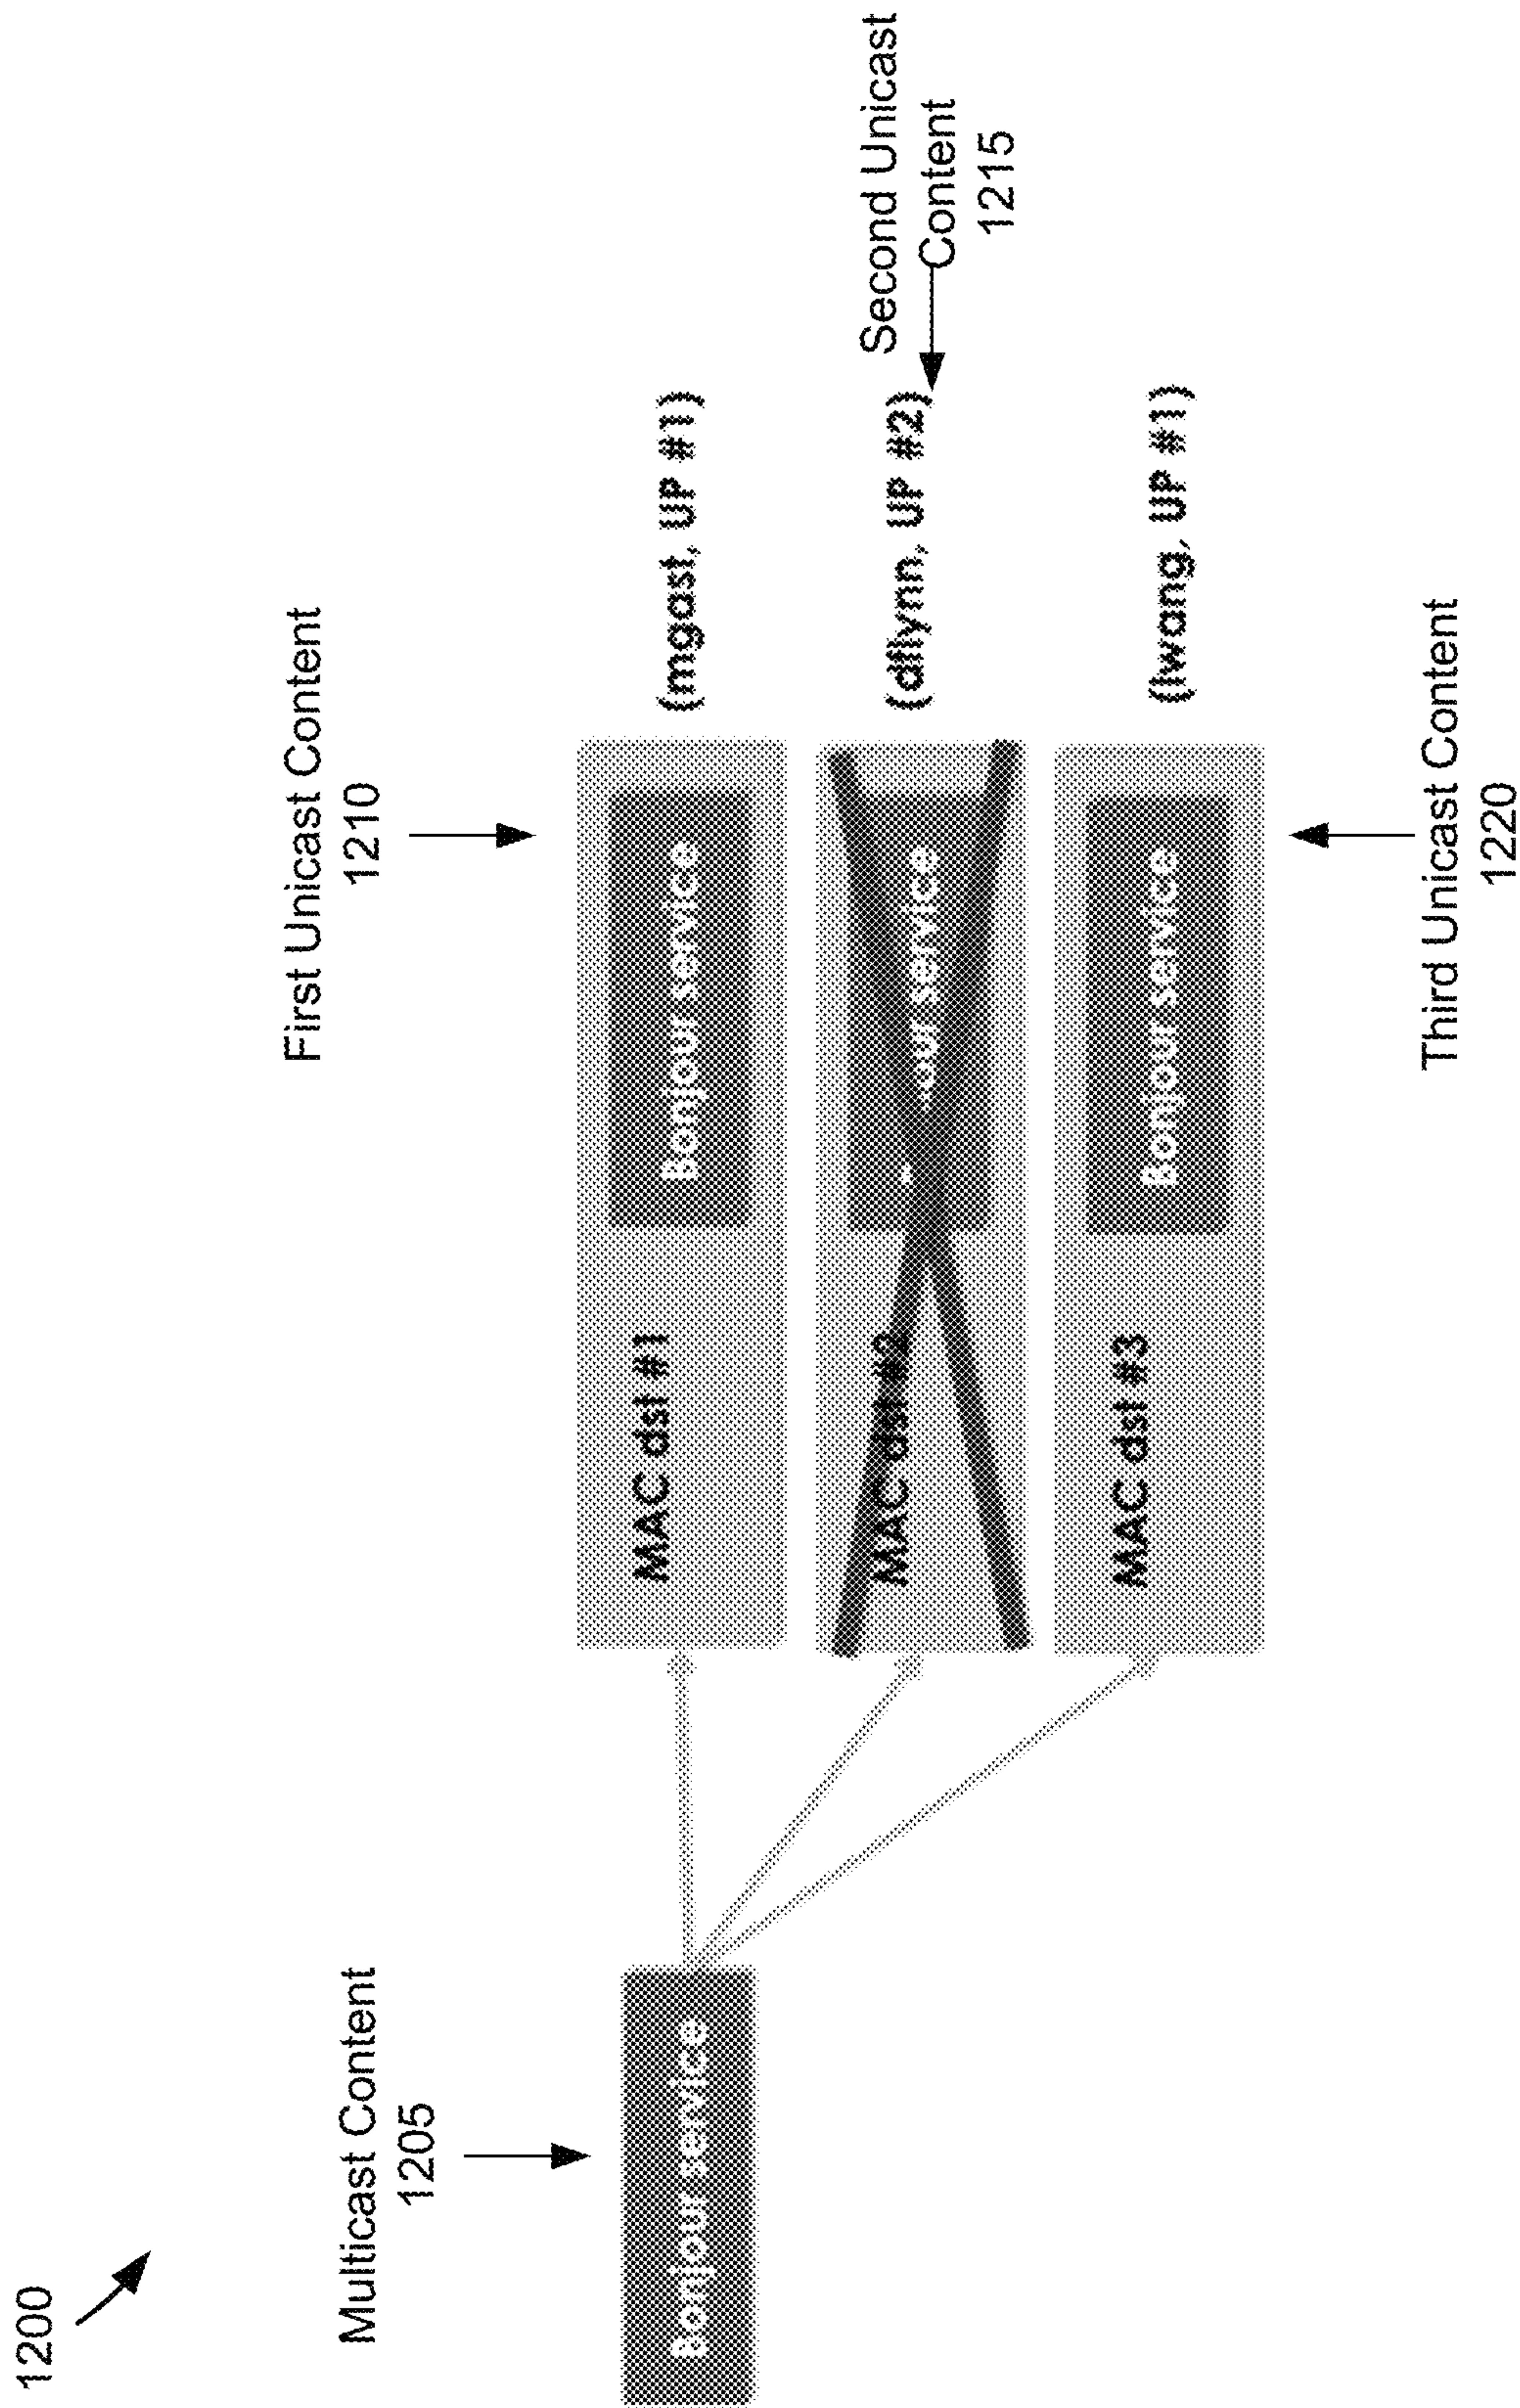 1200
Multicast Content
1205
Bonjour service
First Unicast Content
1210
MAC dst #1
Bonjour service
(mgast, UP #1)
MAC dst #2
our service
(dflynn, UP #2)
Second Unicast
Content
1215
MAC dst #3
Bonjour service
(lwang, UP #1)
Third Unicast Content
1220